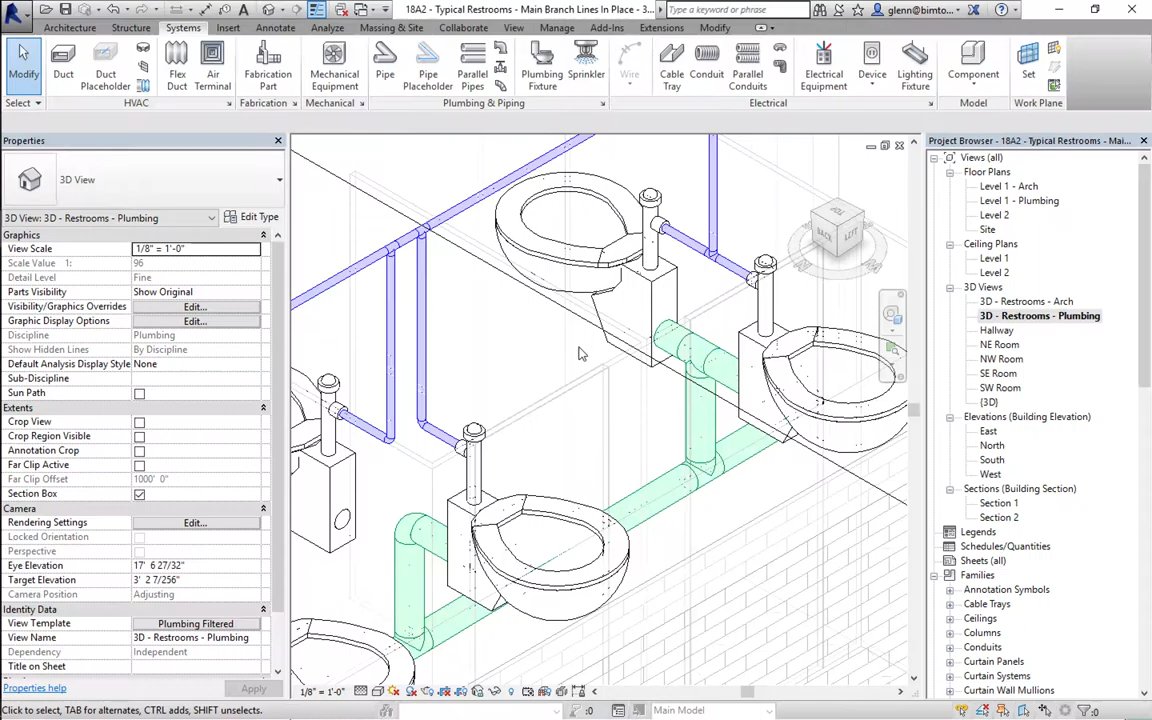 18A2 - Typical Restrooms - Main Branch Lines In Place - 3...
Type a keyword or phrase
glenn@bimto...
Architecture Structure Systems Insert Annotate Analyze Massing & Site Collaborate View Manage Add-Ins Extensions Modify
Modify
Duct
Duct Placeholder
Flex Duct
Air Terminal
Fabrication Part
Mechanical Equipment
Pipe
Pipe Placeholder
Parallel Pipes
Plumbing Fixture
Sprinkler
Wire
Cable Tray
Conduit
Parallel Conduits
Electrical Equipment
Device
Lighting Fixture
Component
Set
Select HVAC Fabrication Mechanical Plumbing & Piping Electrical Model Work Plane
Properties
3D View
3D View: 3D - Restrooms - Plumbing Edit Type
Graphics
View Scale 1/8" = 1'-0"
Scale Value 1: 96
Detail Level Fine
Parts Visibility Show Original
Visibility/Graphics Overrides Edit...
Graphic Display Options Edit...
Discipline Plumbing
Show Hidden Lines By Discipline
Default Analysis Display Style None
Sub-Discipline
Sun Path
Extents
Crop View
Crop Region Visible
Annotation Crop
Far Clip Active
Far Clip Offset 1000' 0"
Section Box
Camera
Rendering Settings Edit...
Locked Orientation
Perspective
Eye Elevation 17' 6 27/32"
Target Elevation 3' 2 7/256"
Camera Position Adjusting
Identity Data
View Template Plumbing Filtered
View Name 3D - Restrooms - Plumbing
Dependency Independent
Title on Sheet
Properties help Apply
BACK LEFT
Project Browser - 18A2 - Typical Restrooms - Mai...
Views (all)
Floor Plans
Level 1 - Arch
Level 1 - Plumbing
Level 2
Site
Ceiling Plans
Level 1
Level 2
3D Views
3D - Restrooms - Arch
3D - Restrooms - Plumbing
Hallway
NE Room
NW Room
SE Room
SW Room
{3D}
Elevations (Building Elevation)
East
North
South
West
Sections (Building Section)
Section 1
Section 2
Legends
Schedules/Quantities
Sheets (all)
Families
Annotation Symbols
Cable Trays
Ceilings
Columns
Conduits
Curtain Panels
Curtain Systems
Curtain Wall Mullions
1/8" = 1'-0"
Click to select, TAB for alternates, CTRL adds, SHIFT unselects. :0 Main Model :0